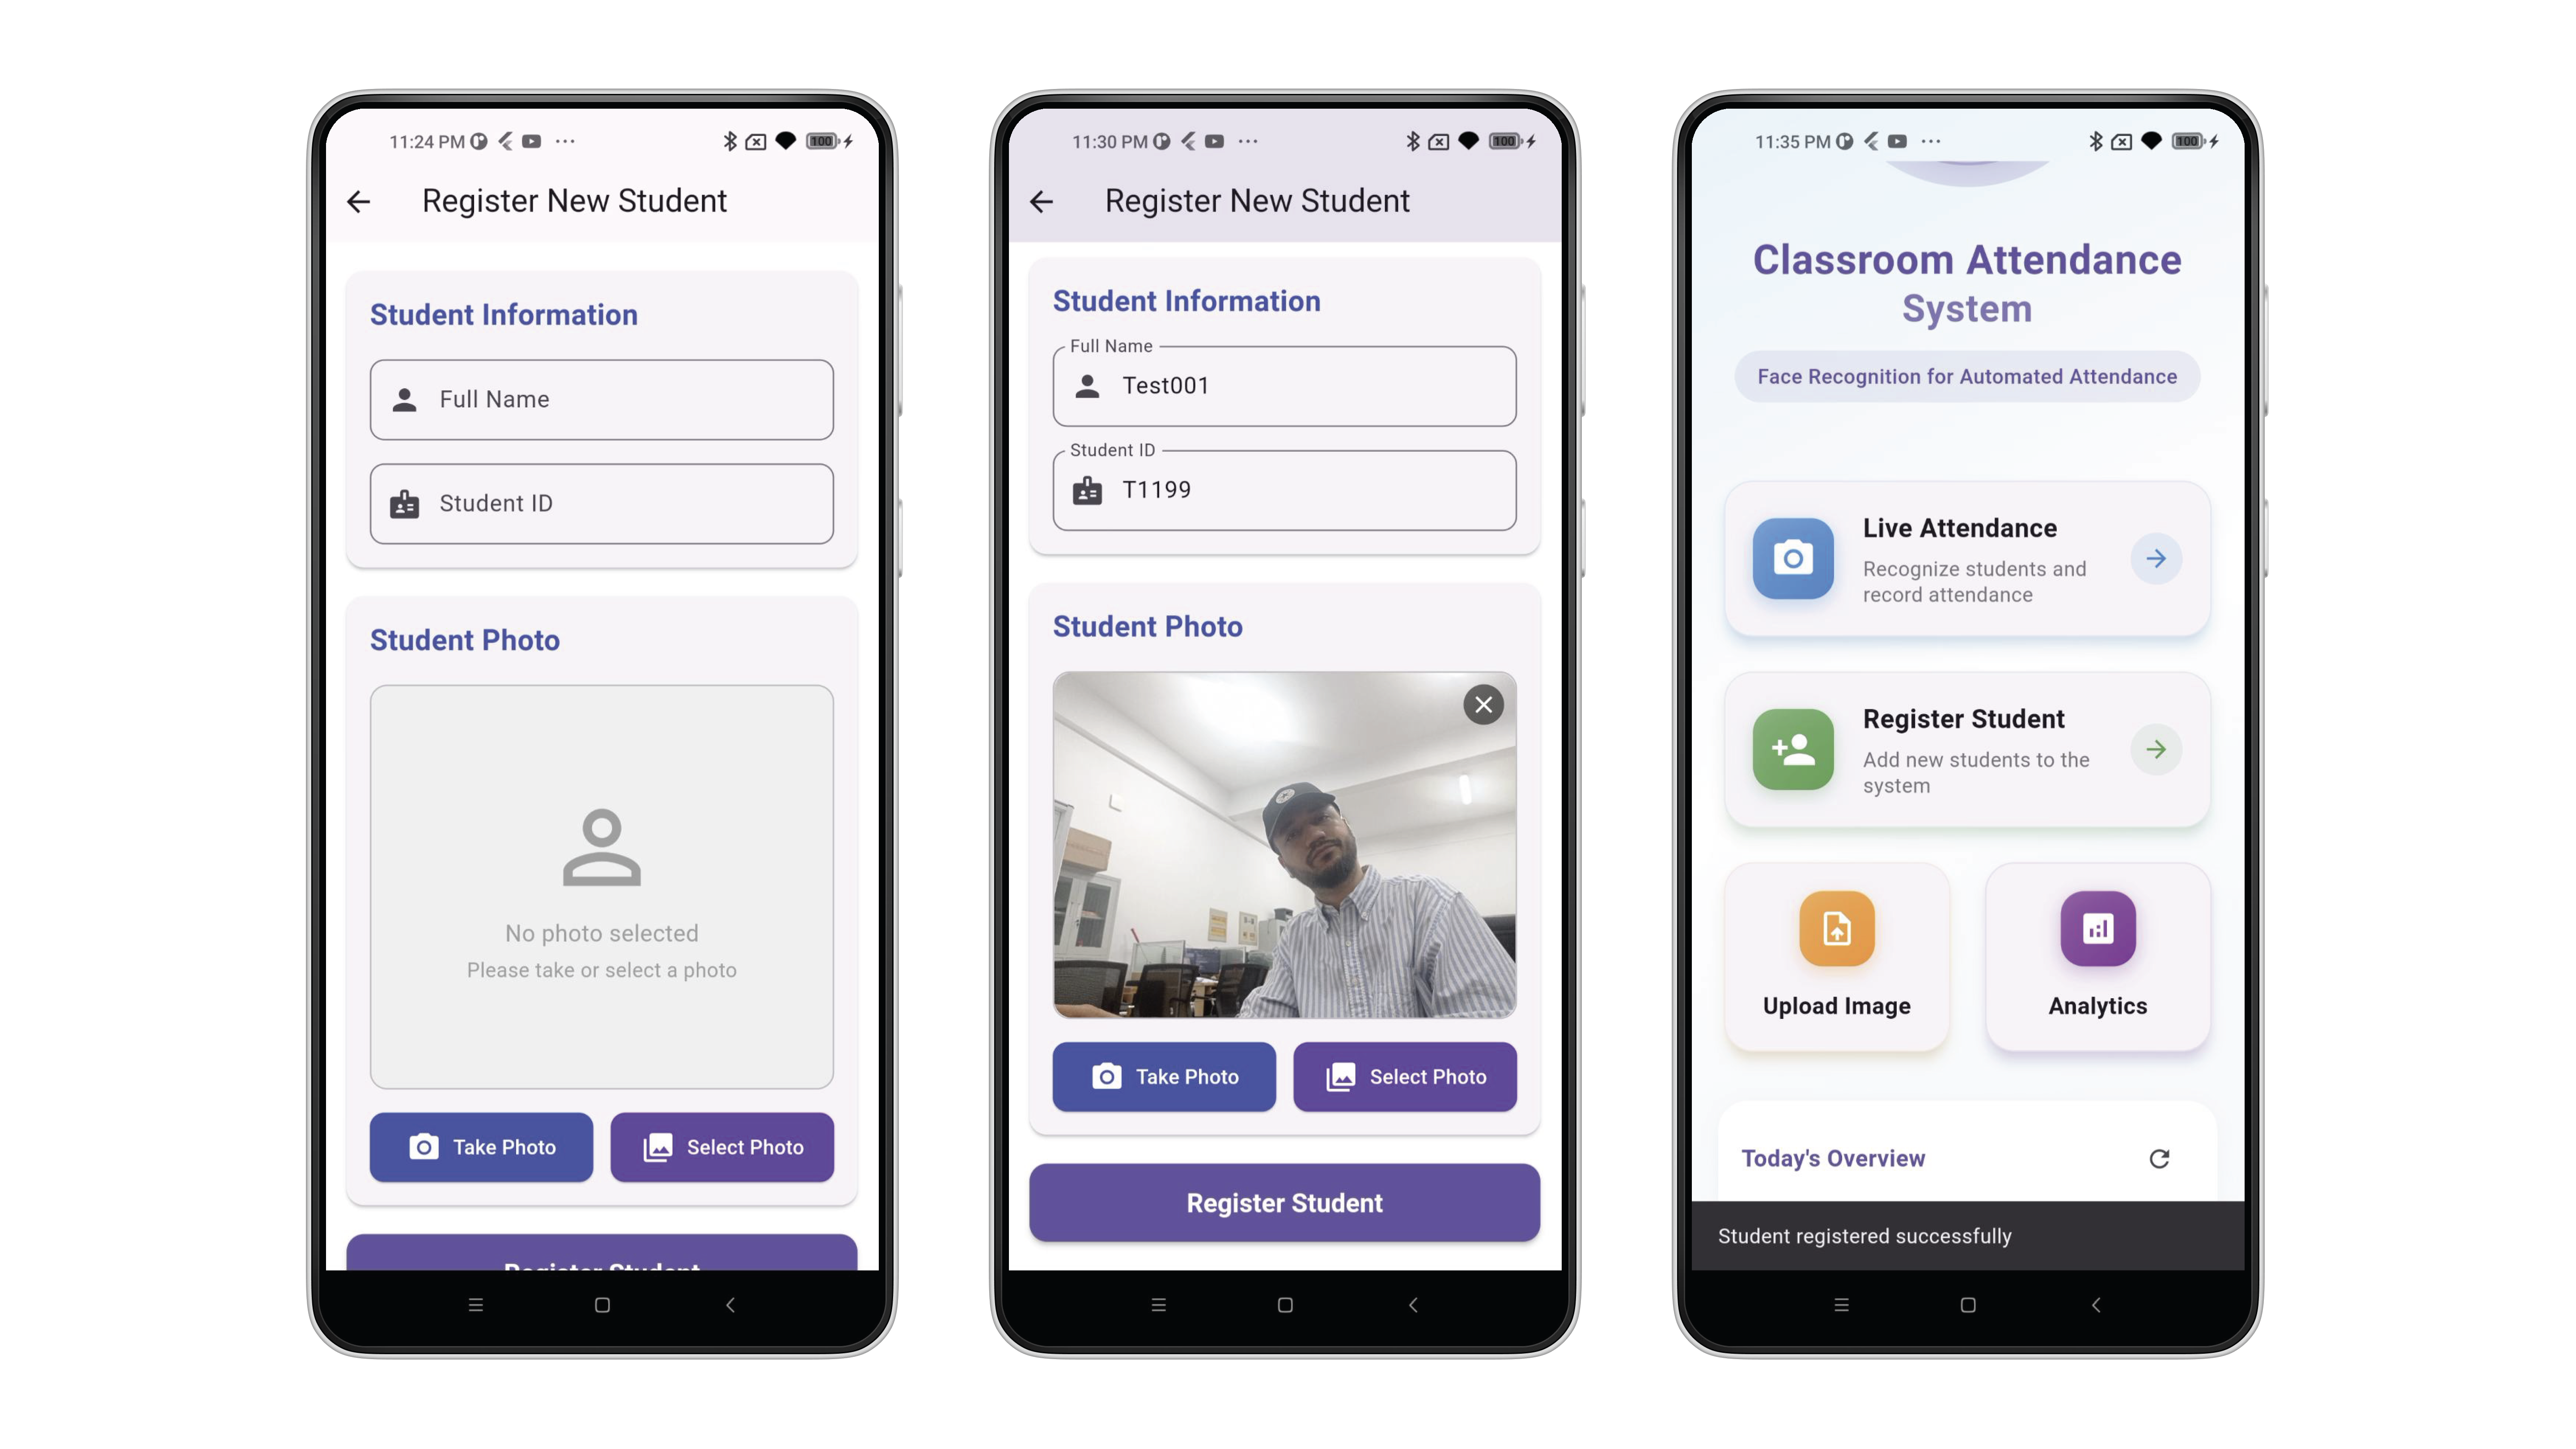 11:24 PM
100
Register New Student
Student Information
Full Name
Student ID
Student Photo
No photo selected
Please take or select a photo
Take Photo
Select Photo
Register Student
11:30 PM
100
Register New Student
Student Information
Full Name
Test001
Student ID
T1199
Student Photo
Take Photo
Select Photo
Register Student
11:35 PM
100
Classroom Attendance
System
Face Recognition for Automated Attendance
Live Attendance
Recognize students and
record attendance
Register Student
Add new students to the
system
Upload Image
Analytics
Today's Overview
Student registered successfully